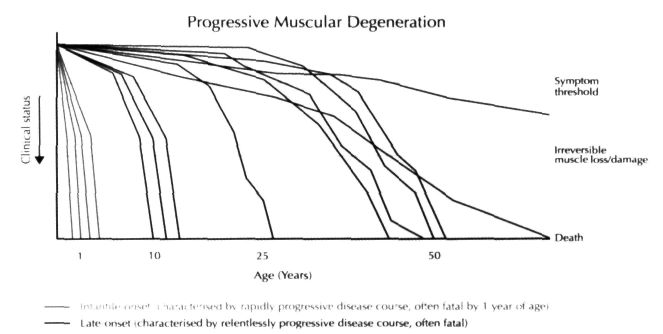 Progressive Muscular Degeneration
Clinical status
Symptom
threshold
Irreversible
muscle loss/damage
Death
1 10 25 50
Age (Years)
Infantile onset (characterised by rapidly progressive disease course, often fatal by 1 year of age)
Late onset (characterised by relentlessly progressive disease course, often fatal)